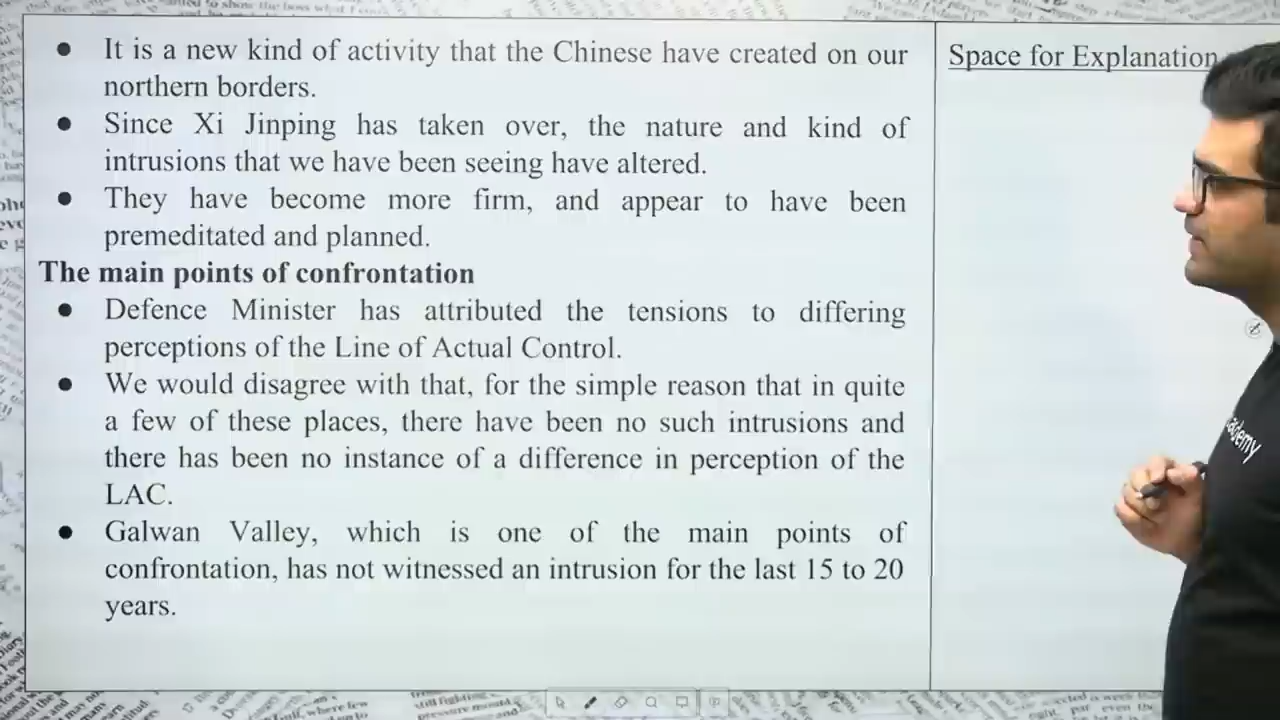 ● It is a new kind of activity that the Chinese have created on our
northern borders.
● Since Xi Jinping has taken over, the nature and kind of
intrusions that we have been seeing have altered.
● They have become more firm, and appear to have been
premeditated and planned.
The main points of confrontation
● Defence Minister has attributed the tensions to differing
perceptions of the Line of Actual Control.
● We would disagree with that, for the simple reason that in quite
a few of these places, there have been no such intrusions and
there has been no instance of a difference in perception of the
LAC.
● Galwan Valley, which is one of the main points of
confrontation, has not witnessed an intrusion for the last 15 to 20
years.
Space for Explanation
ademy